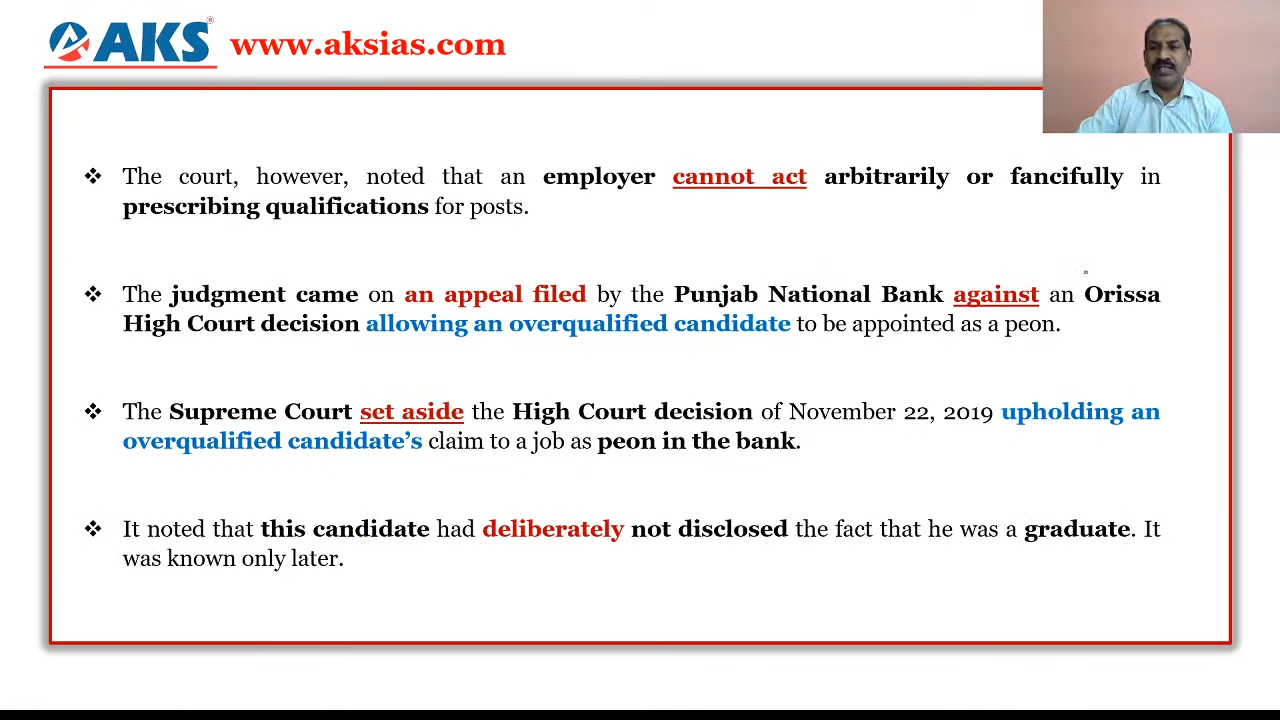 AKS® www.aksias.com
❖ The court, however, noted that an employer cannot act arbitrarily or fancifully in
prescribing qualifications for posts.
❖ The judgment came on an appeal filed by the Punjab National Bank against an Orissa
High Court decision allowing an overqualified candidate to be appointed as a peon.
❖ The Supreme Court set aside the High Court decision of November 22, 2019 upholding an
overqualified candidate’s claim to a job as peon in the bank.
❖ It noted that this candidate had deliberately not disclosed the fact that he was a graduate. It
was known only later.